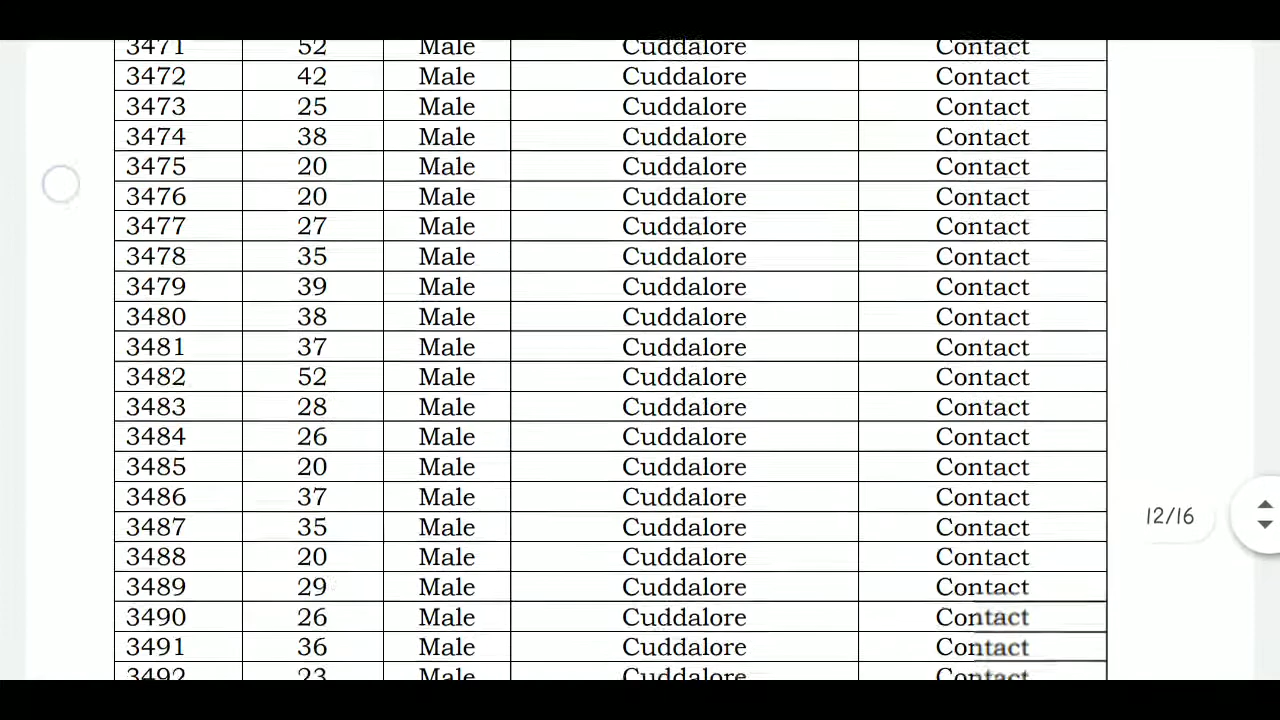 3471 52 Male Cuddalore Contact
3472 42 Male Cuddalore Contact
3473 25 Male Cuddalore Contact
3474 38 Male Cuddalore Contact
3475 20 Male Cuddalore Contact
3476 20 Male Cuddalore Contact
3477 27 Male Cuddalore Contact
3478 35 Male Cuddalore Contact
3479 39 Male Cuddalore Contact
3480 38 Male Cuddalore Contact
3481 37 Male Cuddalore Contact
3482 52 Male Cuddalore Contact
3483 28 Male Cuddalore Contact
3484 26 Male Cuddalore Contact
3485 20 Male Cuddalore Contact
3486 37 Male Cuddalore Contact
12/16
3487 35 Male Cuddalore Contact
3488 20 Male Cuddalore Contact
3489 29 Male Cuddalore Contact
3490 26 Male Cuddalore Contact
3491 36 Male Cuddalore Contact
3492 23 Male Cuddalore Contact